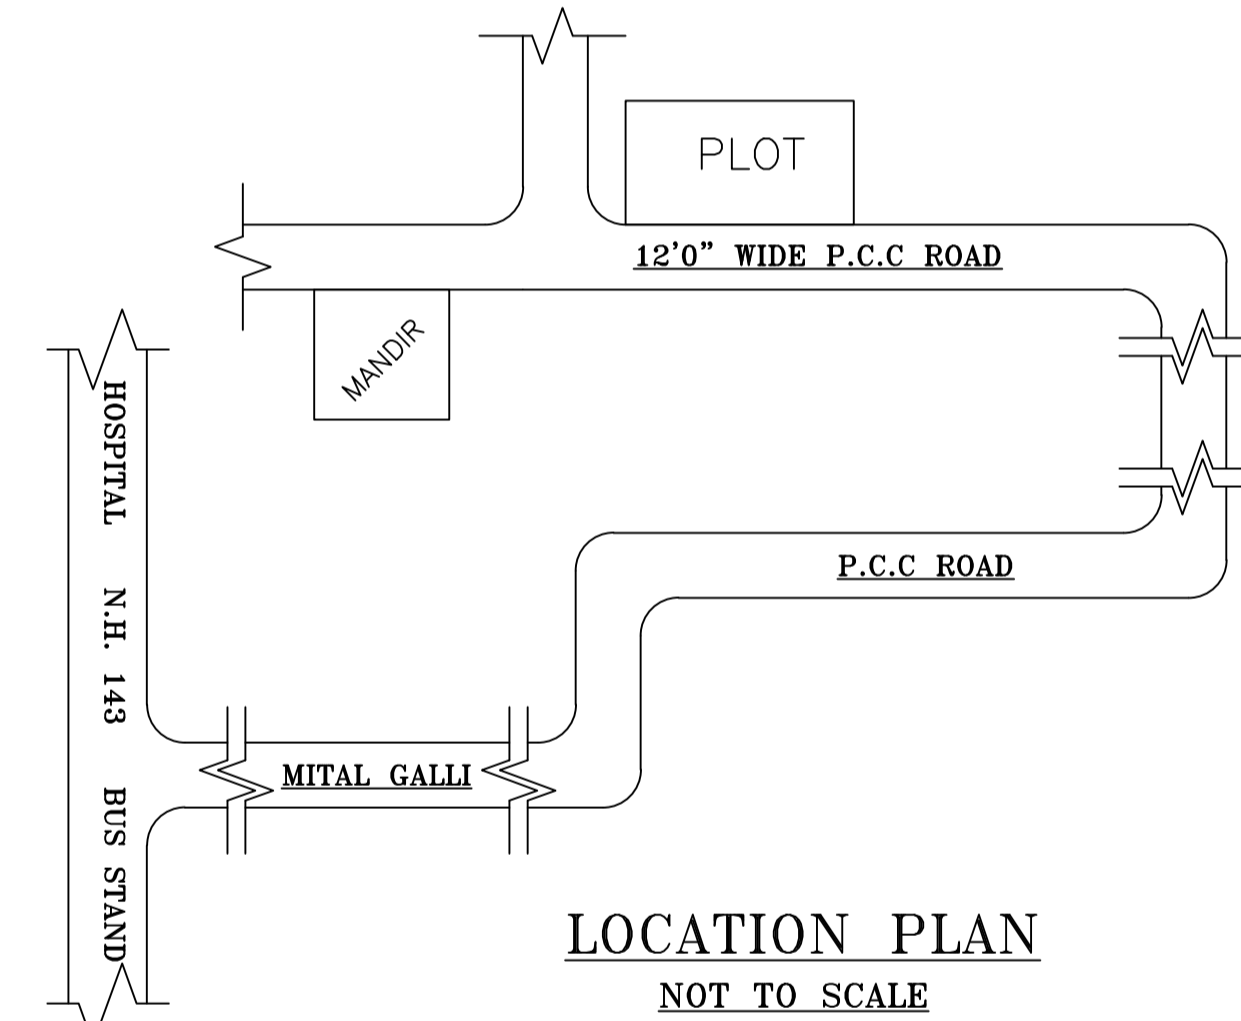 PLOT
12'0" WIDE P.C.C ROAD
MANDIR
HOSPITAL N.H. 143 BUS STAND
P.C.C ROAD
MITAL GALLI
LOCATION PLAN
NOT TO SCALE